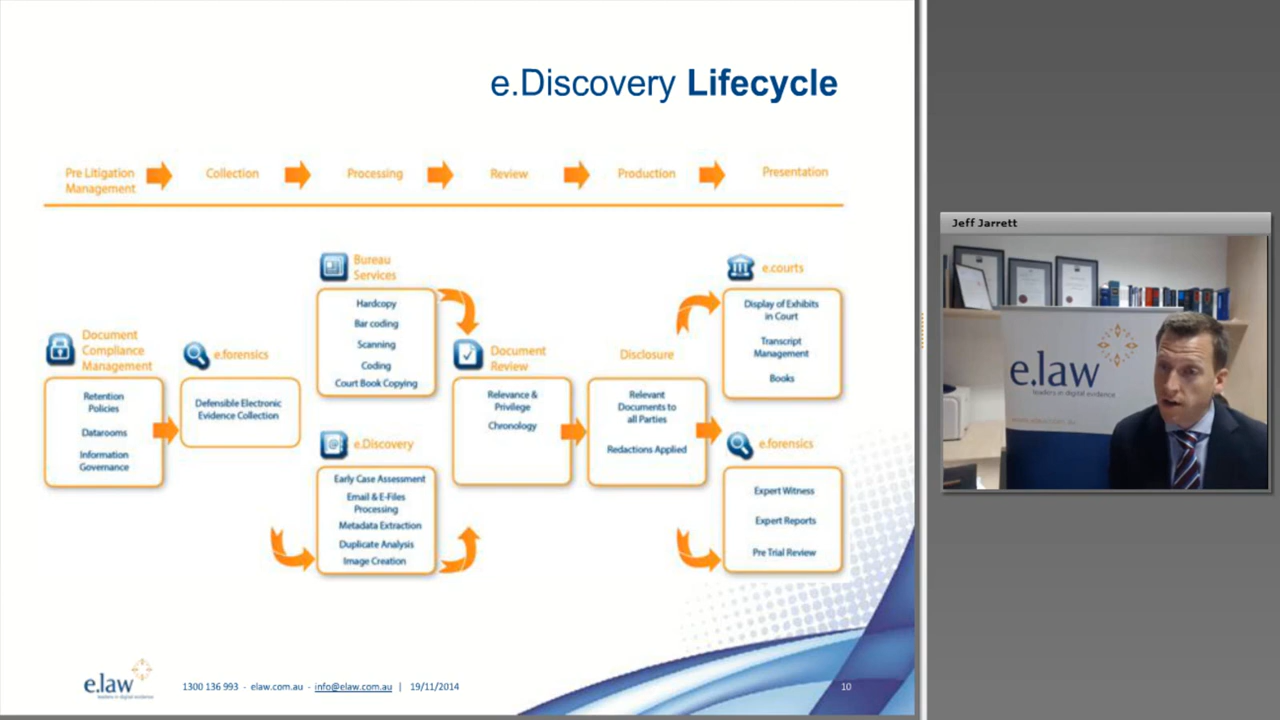 e.Discovery Lifecycle
Pre Litigation
Management
Collection
Processing
Review
Production
Presentation
Document
Compliance
Management
Retention
Policies
Datarooms
Information
Governance
e.forensics
Defensible Electronic
Evidence Collection
Bureau
Services
Hardcopy
Bar coding
Scanning
Coding
Court Book Copying
e.Discovery
Early Case Assessment
Email & E-Files
Processing
Metadata Extraction
Duplicate Analysis
Image Creation
Document
Review
Relevance &
Privilege
Chronology
Disclosure
Relevant
Documents to
all Parties
Redactions Applied
e.courts
Display of Exhibits
in Court
Transcript
Management
Books
e.forensics
Expert Witness
Expert Reports
Pre Trial Review
e.law
leaders in digital evidence
1300 136 993 - elaw.com.au - info@elaw.com.au | 19/11/2014
10
Jeff Jarrett
e.law
leaders in digital evidence